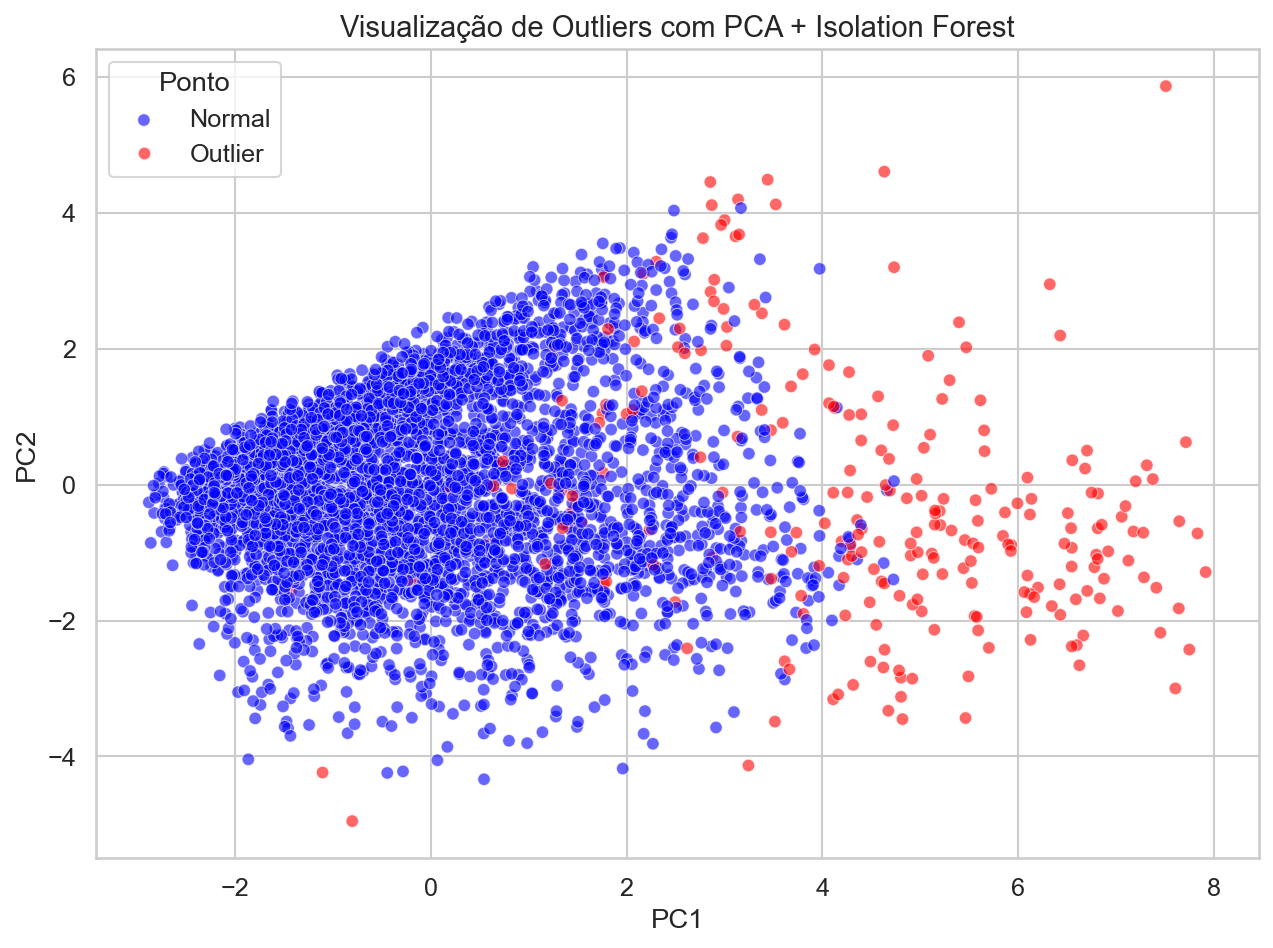 Visualização de Outliers com PCA + Isolation Forest
Ponto
Normal
Outlier
6
4
2
0
−2
−4
PC2
−2
0
2
4
6
8
PC1